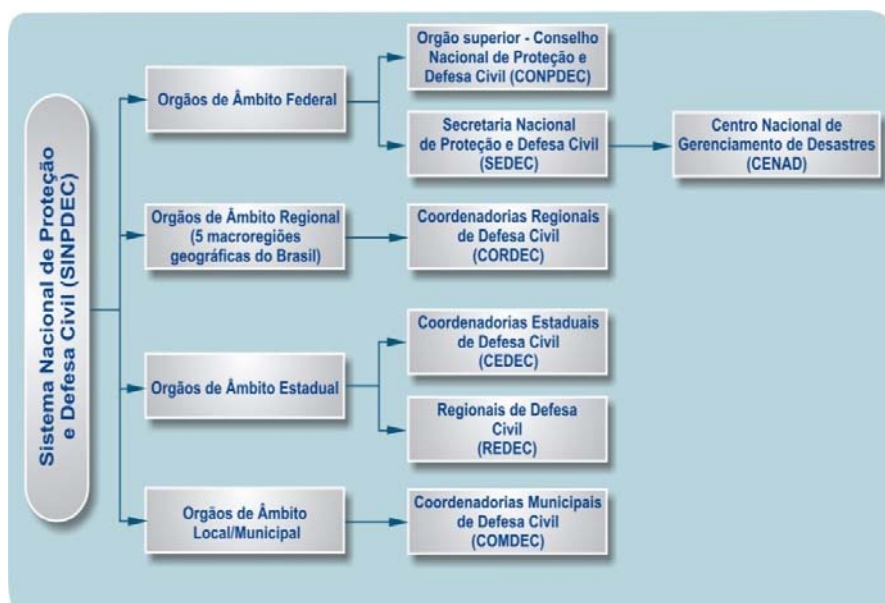 Sistema Nacional de Proteção
e Defesa Civil (SINPDEC)
Orgãos de Âmbito Federal
Orgão superior - Conselho
Nacional de Proteção e
Defesa Civil (CONPDEC)
Secretaria Nacional
de Proteção e Defesa Civil
(SEDEC)
Centro Nacional de
Gerenciamento de Desastres
(CENAD)
Orgãos de Âmbito Regional
(5 macroregiões
geográficas do Brasil)
Coordenadorias Regionais
de Defesa Civil
(CORDEC)
Orgãos de Âmbito Estadual
Coordenadorias Estaduais
de Defesa Civil
(CEDEC)
Regionais de Defesa
Civil
(REDEC)
Orgãos de Âmbito
Local/Municipal
Coordenadorias Municipais
de Defesa Civil
(COMDEC)